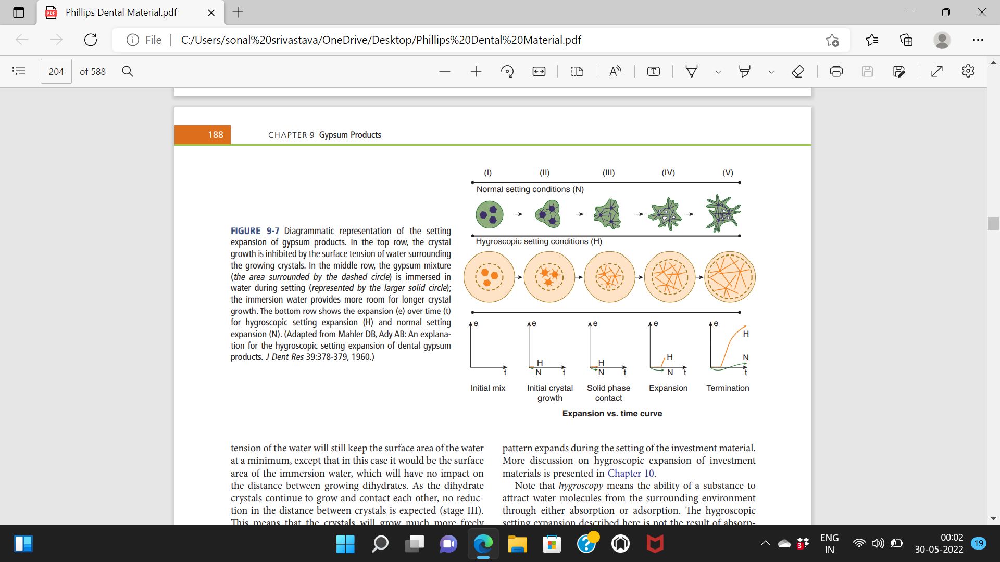 Phillips Dental Material.pdf
File
C:/Users/sonal%20srivastava/OneDrive/Desktop/Phillips%20Dental%20Material.pdf
204 of 588
188
CHAPTER 9 Gypsum Products
(I) (II) (III) (IV) (V)
Normal setting conditions (N)
Hygroscopic setting conditions (H)
FIGURE 9-7 Diagrammatic representation of the setting
expansion of gypsum products. In the top row, the crystal
growth is inhibited by the surface tension of water surrounding
the growing crystals. In the middle row, the gypsum mixture
(the area surrounded by the dashed circle) is immersed in
water during setting (represented by the larger solid circle);
the immersion water provides more room for longer crystal
growth. The bottom row shows the expansion (e) over time (t)
for hygroscopic setting expansion (H) and normal setting
expansion (N). (Adapted from Mahler DB, Ady AB: An explana-
tion for the hygroscopic setting expansion of dental gypsum
products. J Dent Res 39:378-379, 1960.)
e e e e e
H
H H H N
t N t N t N t t
Initial mix
Initial crystal
growth
Solid phase
contact
Expansion
Termination
Expansion vs. time curve
tension of the water will still keep the surface area of the water
at a minimum, except that in this case it would be the surface
area of the immersion water, which will have no impact on
the distance between growing dihydrates. As the dihydrate
crystals continue to grow and contact each other, no reduc-
tion in the distance between crystals is expected (stage III).
This means that the crystals will grow much more freely
pattern expands during the setting of the investment material.
More discussion on hygroscopic expansion of investment
materials is presented in Chapter 10.
Note that hygroscopy means the ability of a substance to
attract water molecules from the surrounding environment
through either absorption or adsorption. The hygroscopic
setting expansion described here is not the result of absorp-
3
ENG
IN
00:02
30-05-2022
19